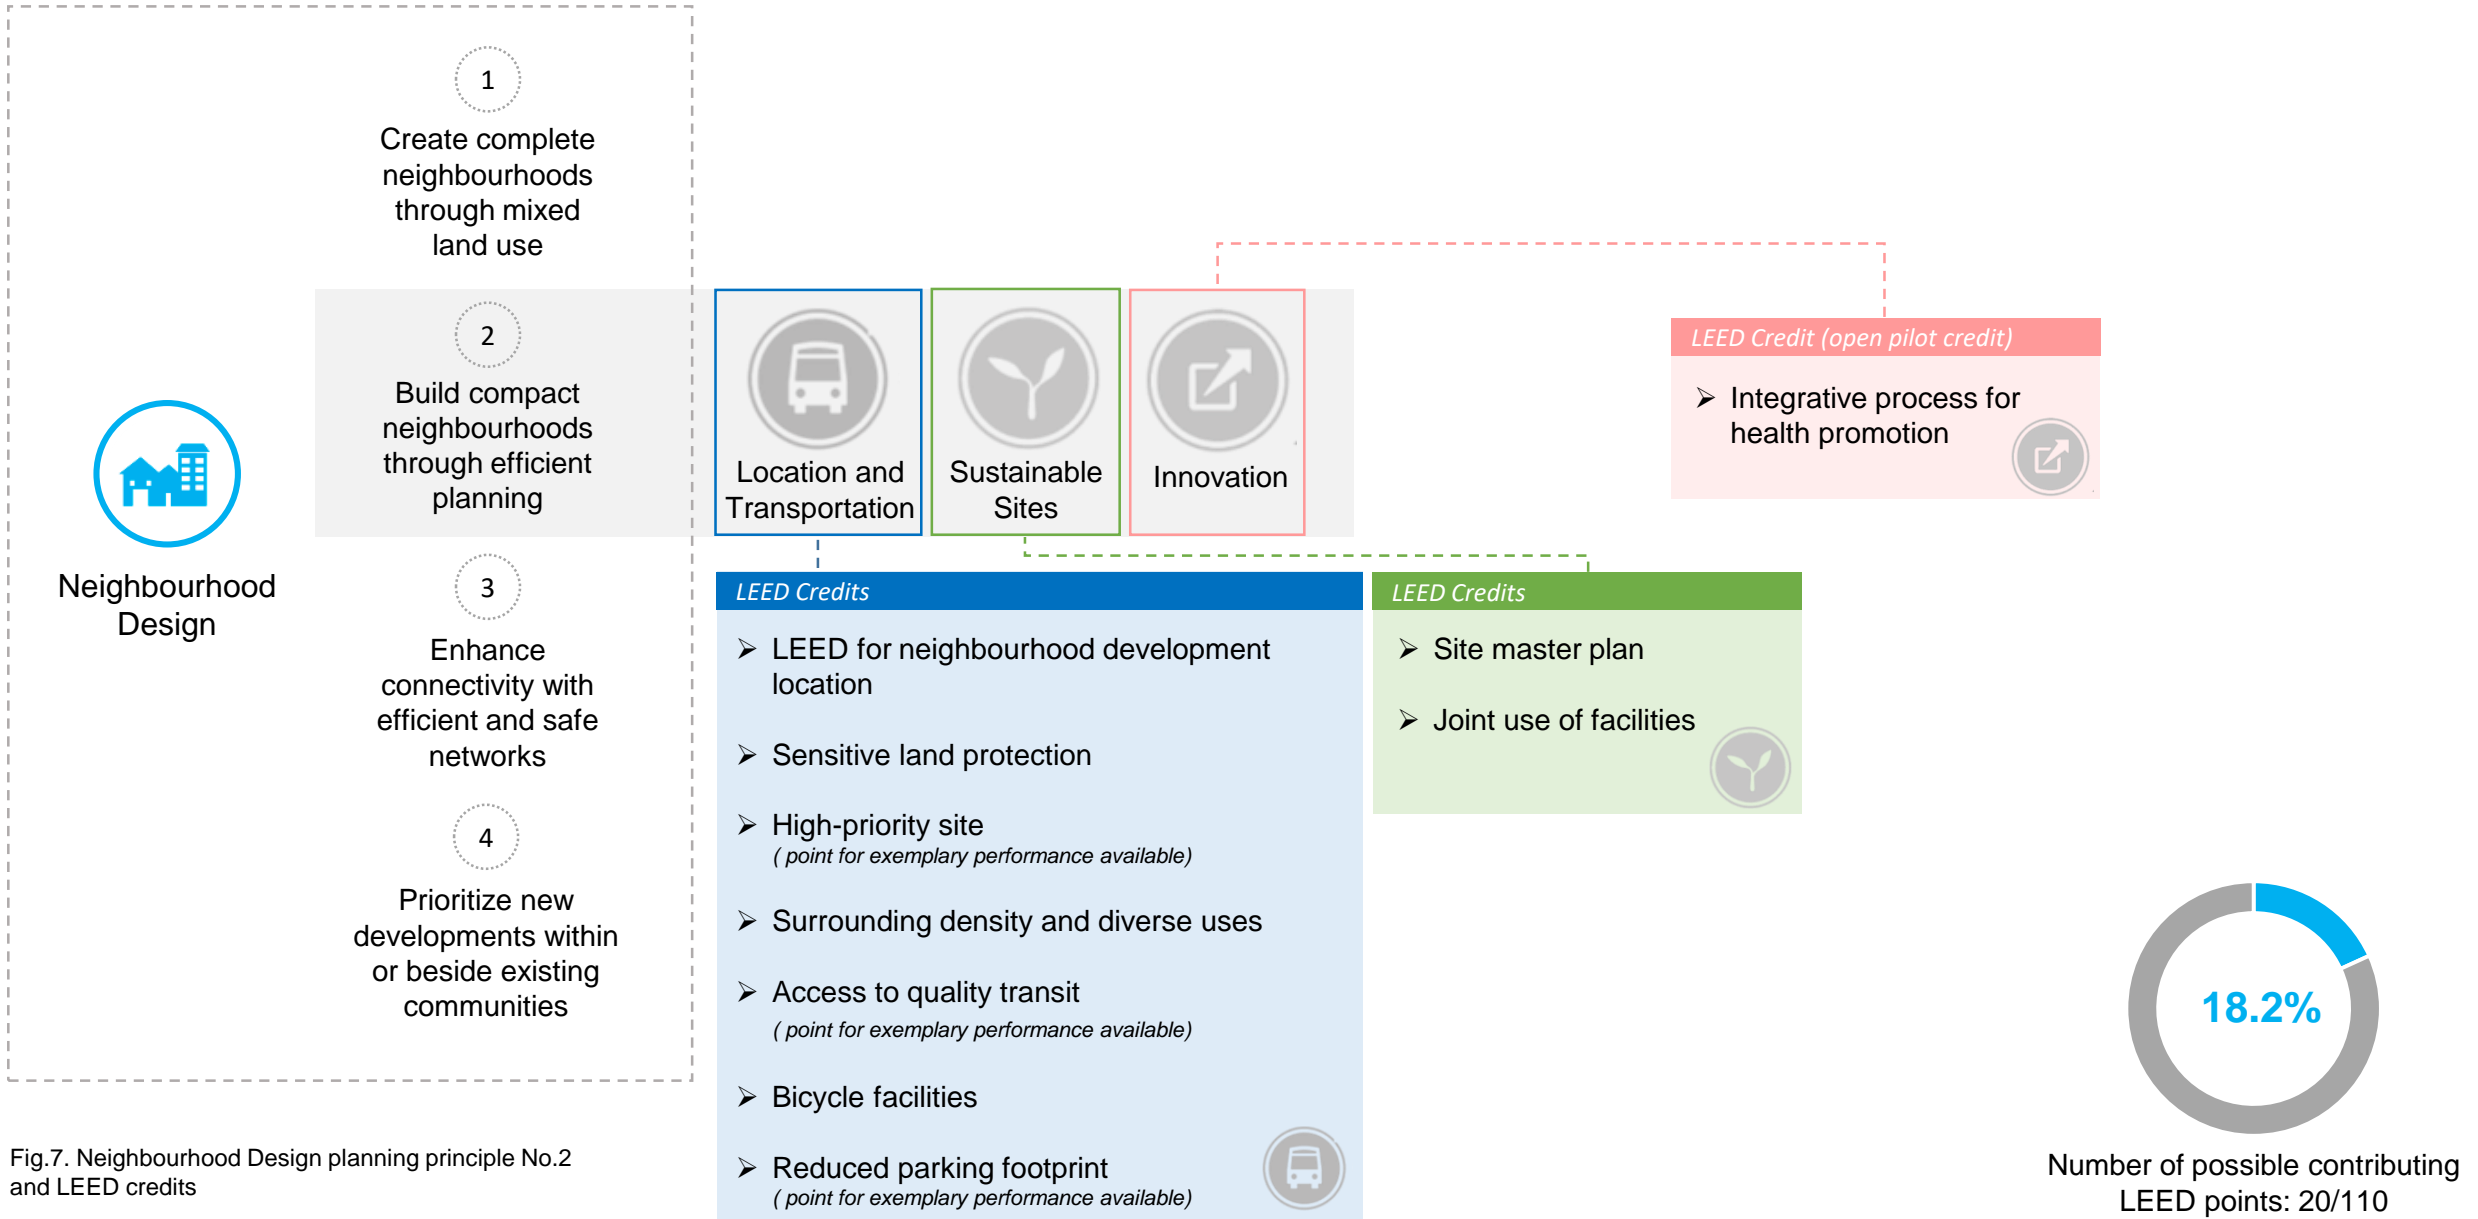 Neighbourhood
Design
1
Create complete
neighbourhoods
through mixed
land use
2
Build compact
neighbourhoods
through efficient
planning
3
Enhance
connectivity with
efficient and safe
networks
4
Prioritize new
developments within
or beside existing
communities
Location and
Transportation
Sustainable
Sites
Innovation
LEED Credit (open pilot credit)
➢ Integrative process for
health promotion
LEED Credits
➢ LEED for neighbourhood development
location
➢ Sensitive land protection
➢ High-priority site
( point for exemplary performance available)
➢ Surrounding density and diverse uses
➢ Access to quality transit
( point for exemplary performance available)
➢ Bicycle facilities
➢ Reduced parking footprint
( point for exemplary performance available)
LEED Credits
➢ Site master plan
➢ Joint use of facilities
18.2%
Number of possible contributing
LEED points: 20/110
Fig.7. Neighbourhood Design planning principle No.2
and LEED credits